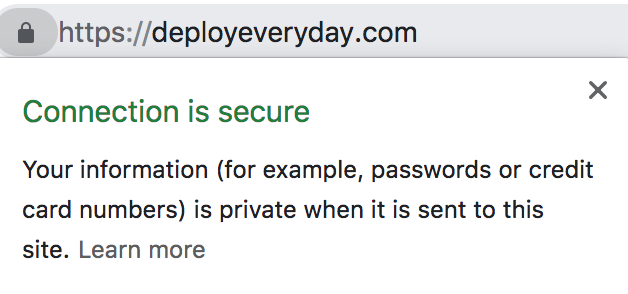 https://deployeveryday.com
Connection is secure
Your information (for example, passwords or credit
card numbers) is private when it is sent to this
site. Learn more